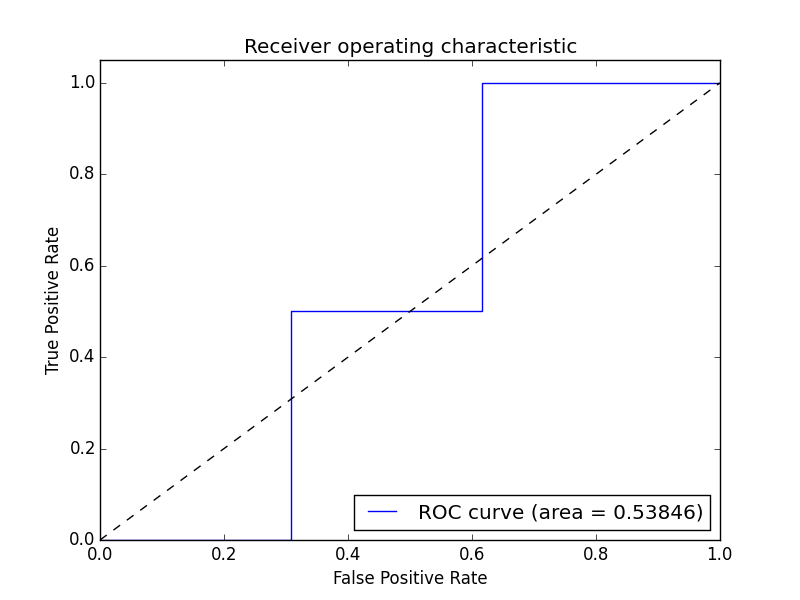 Receiver operating characteristic
1.0
0.8
0.6
0.4
0.2
0.0
True Positive Rate
ROC curve (area = 0.53846)
0.0 0.2 0.4 0.6 0.8 1.0
False Positive Rate